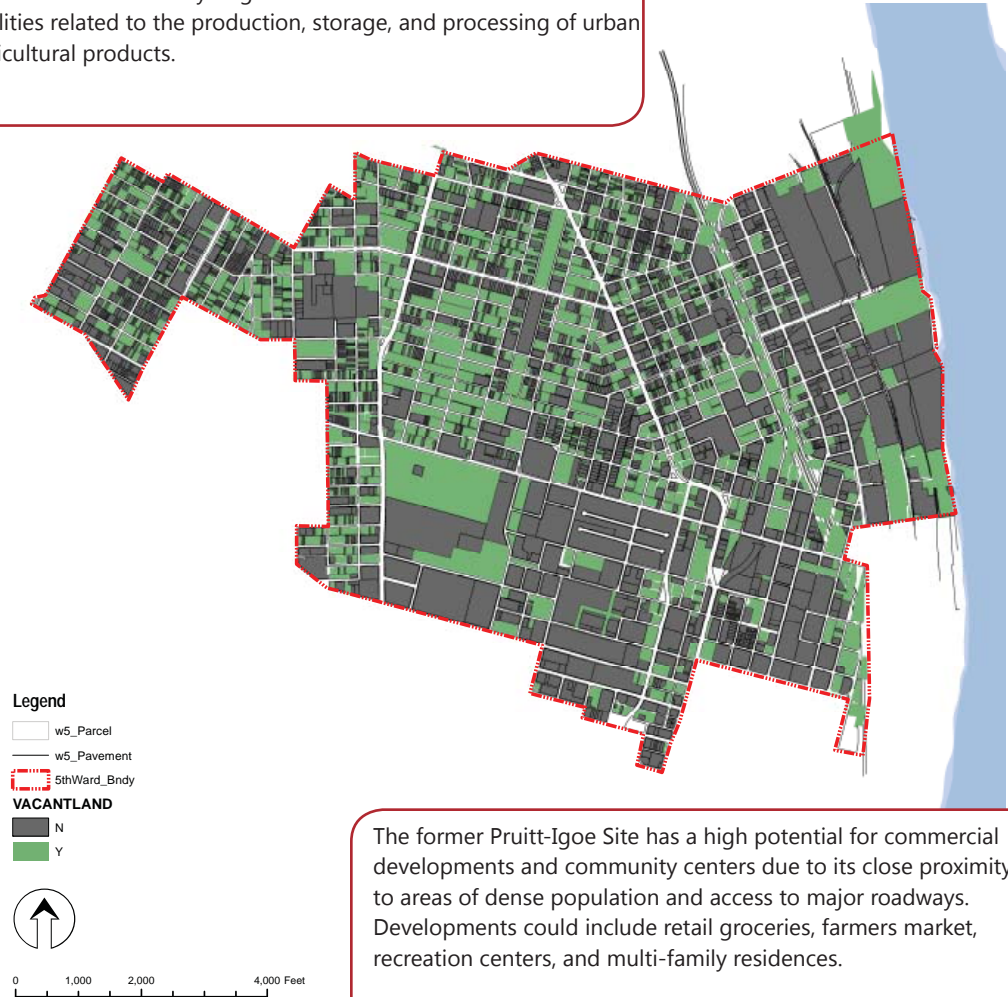 lities related to the production, storage, and processing of urban
icultural products.
Legend
w5_Parcel
w5_Pavement
5thWard_Bndy
VACANTLAND
N
Y
0 1,000 2,000 4,000 Feet
The former Pruitt-Igoe Site has a high potential for commercial
developments and community centers due to its close proximity
to areas of dense population and access to major roadways.
Developments could include retail groceries, farmers market,
recreation centers, and multi-family residences.